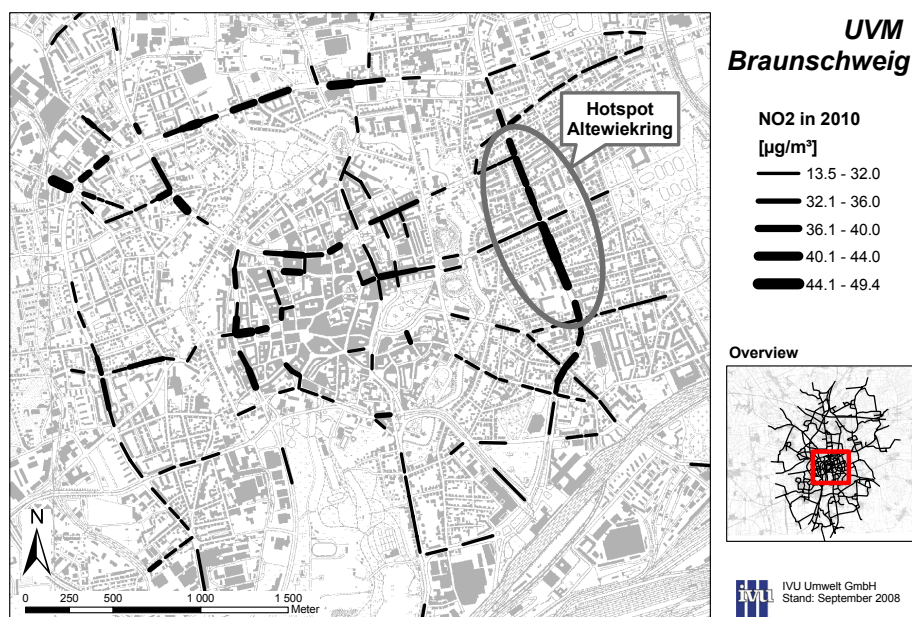 UVM
Braunschweig
Hotspot
Altewiekring
NO2 in 2010
[µg/m³]
13.5 - 32.0
32.1 - 36.0
36.1 - 40.0
40.1 - 44.0
44.1 - 49.4
Overview
N
0 250 500 1 000 1 500
Meter
ivu
IVU Umwelt GmbH
Stand: September 2008